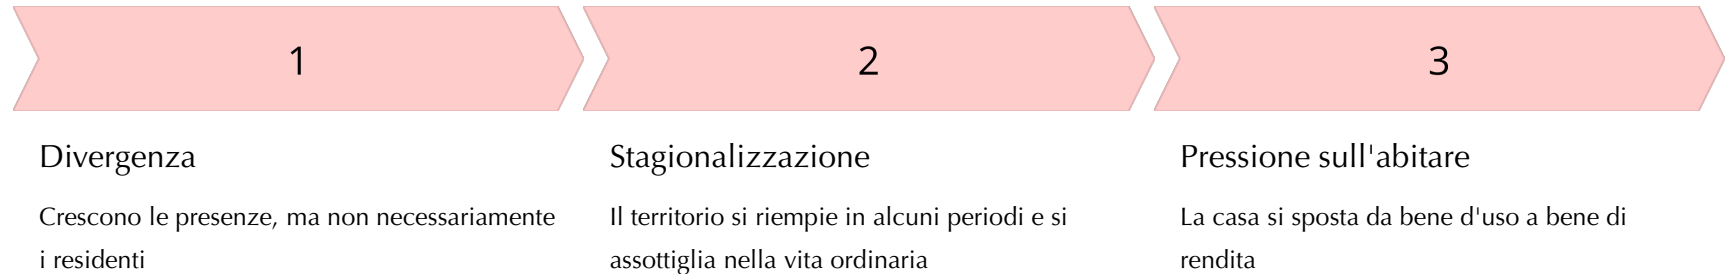 1
Divergenza
Crescono le presenze, ma non necessariamente
i residenti
2
Stagionalizzazione
Il territorio si riempie in alcuni periodi e si
assottiglia nella vita ordinaria
3
Pressione sull'abitare
La casa si sposta da bene d'uso a bene di
rendita